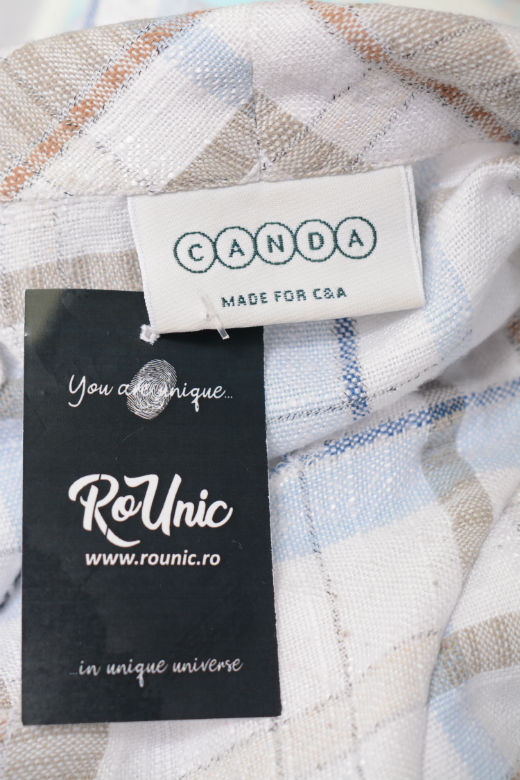 CANDA
MADE FOR C&A
You are unique...
RoUnic
www.rounic.ro
...in unique universe